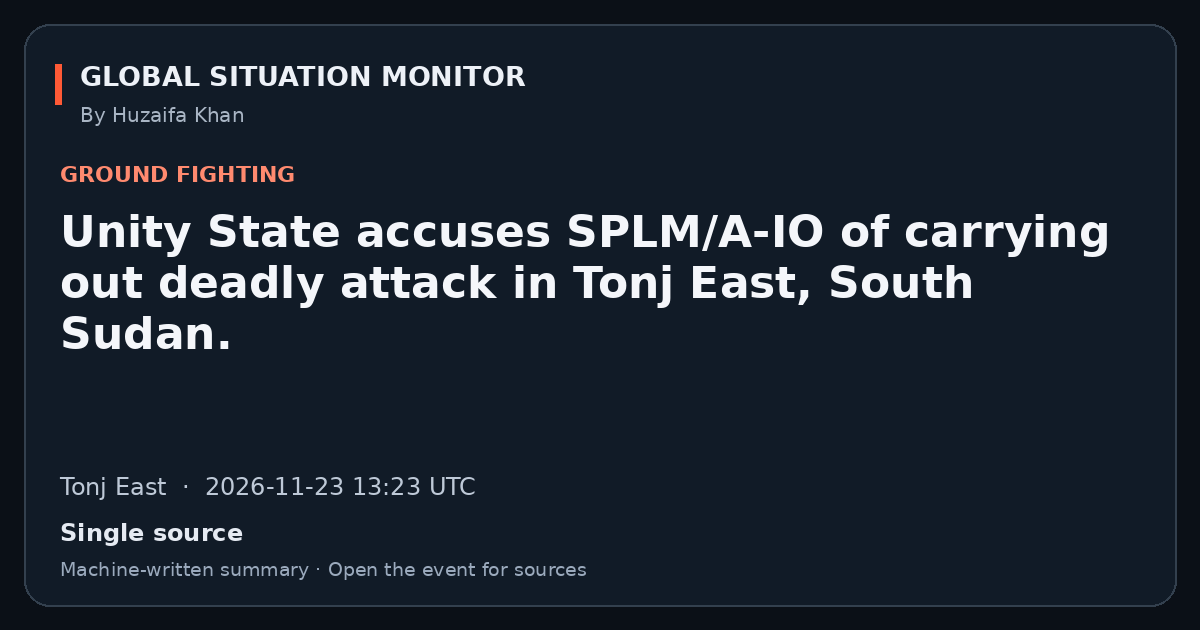 GLOBAL SITUATION MONITOR
By Huzaifa Khan
GROUND FIGHTING
Unity State accuses SPLM/A-IO of carrying
out deadly attack in Tonj East, South
Sudan.
Tonj East · 2026-11-23 13:23 UTC
Single source
Machine-written summary · Open the event for sources